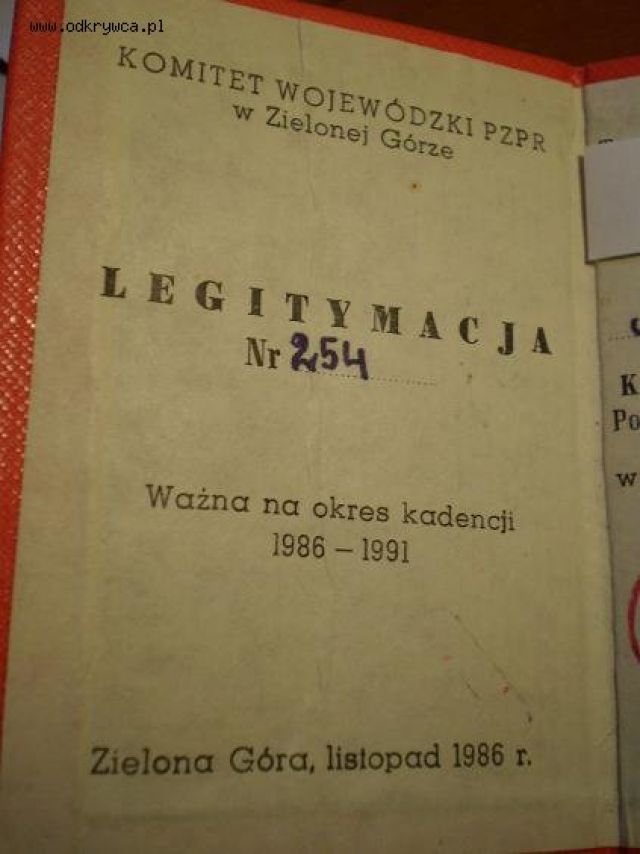 www.odkrywca.pl
KOMITET WOJEWÓDZKI PZPR
w Zielonej Górze
LEGITYMACJA
Nr 254
Ważna na okres kadencji
1986 – 1991
Zielona Góra, listopad 1986 r.
K
Po
w